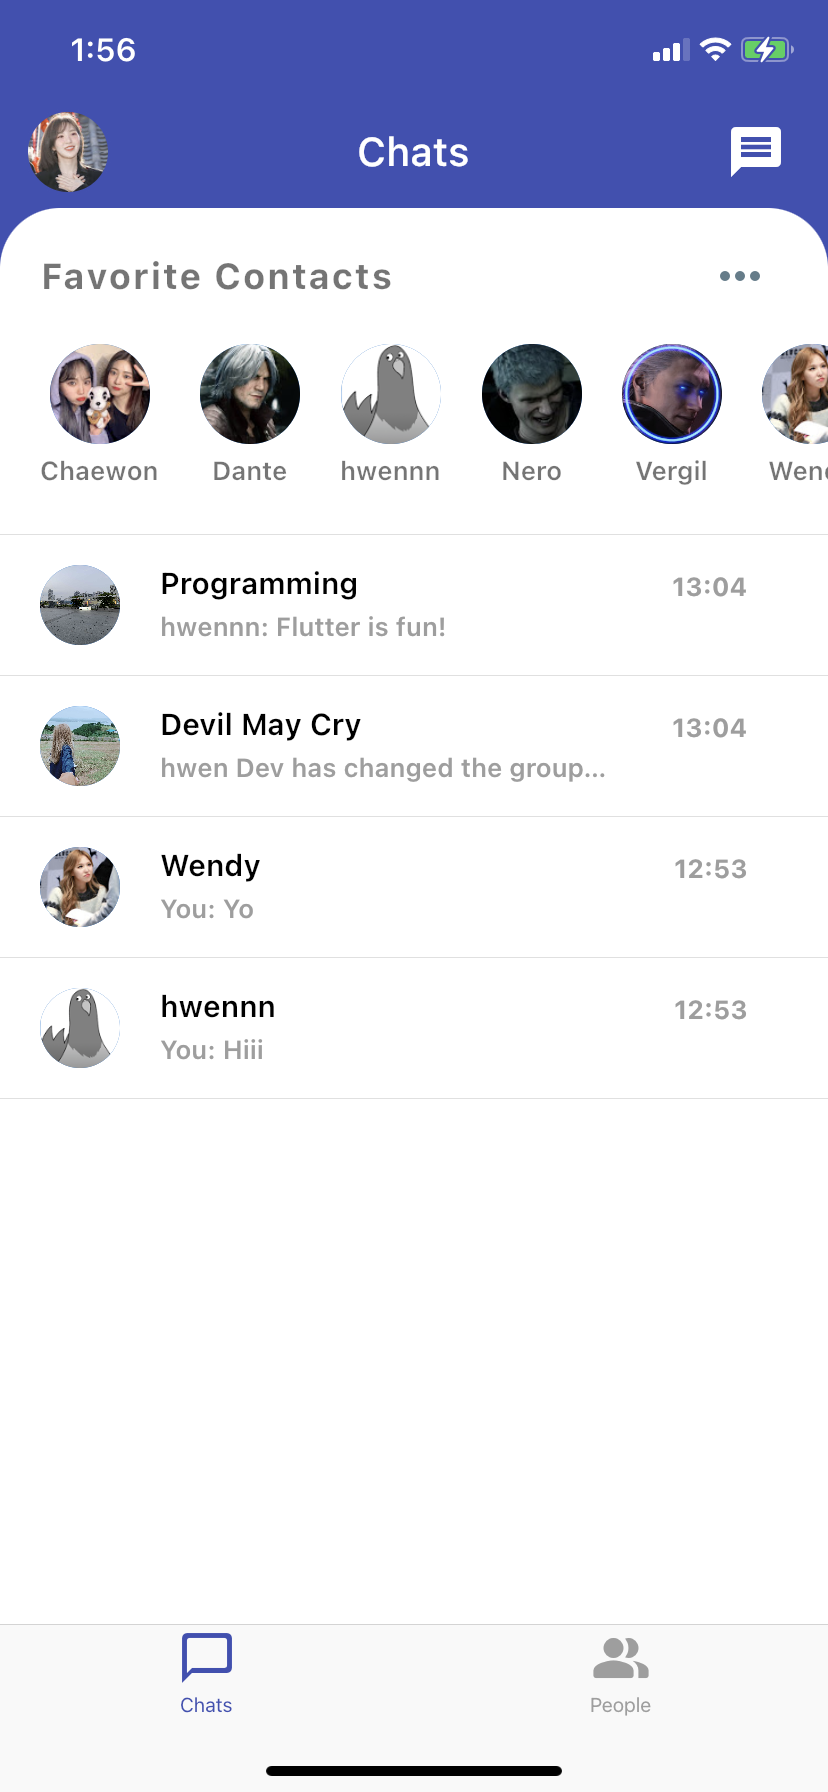 1:56
Chats
Favorite Contacts
Chaewon
Dante
hwennn
Nero
Vergil
Programming
13:04
hwennn: Flutter is fun!
Devil May Cry
13:04
hwen Dev has changed the group...
Wendy
12:53
You: Yo
hwennn
12:53
You: Hiii
Chats
People